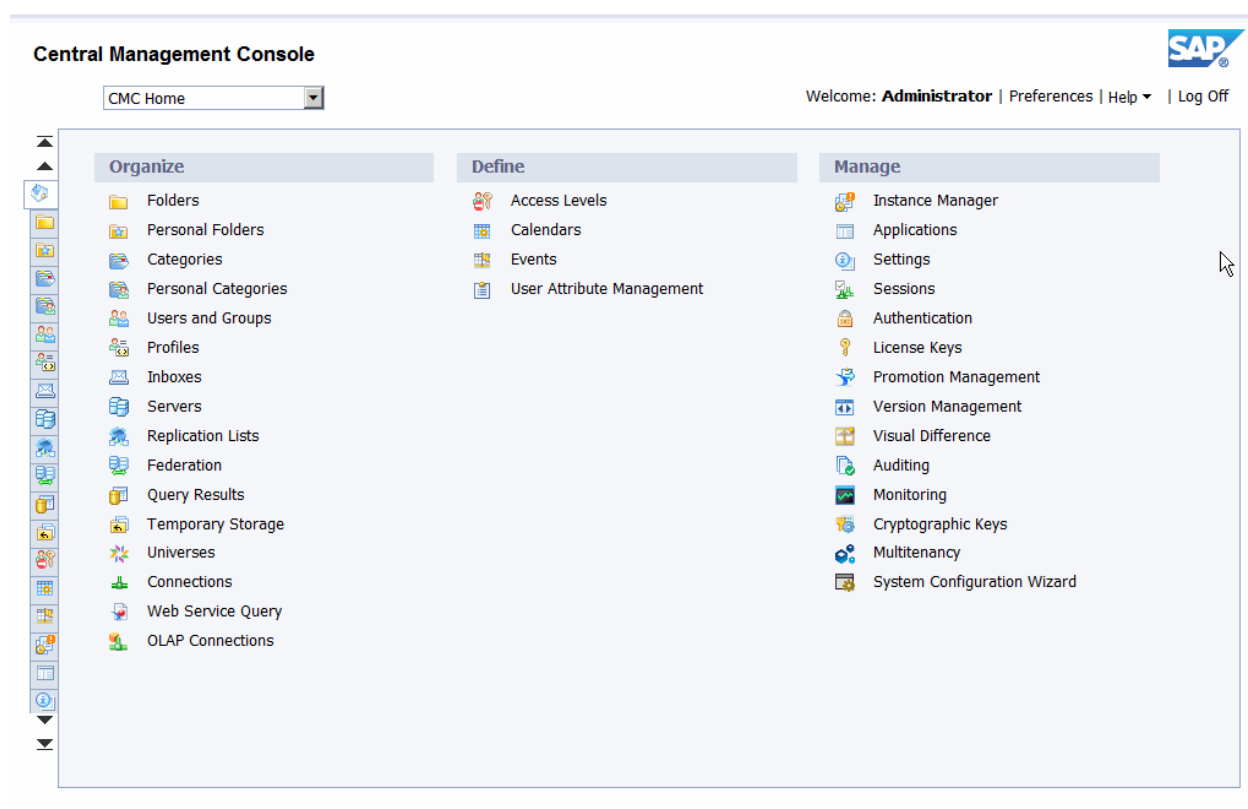 Central Management Console
SAP®
CMC Home
Welcome: Administrator | Preferences | Help | Log Off
Organize
Folders
Personal Folders
Categories
Personal Categories
Users and Groups
Profiles
Inboxes
Servers
Replication Lists
Federation
Query Results
Temporary Storage
Universes
Connections
Web Service Query
OLAP Connections
Define
Access Levels
Calendars
Events
User Attribute Management
Manage
Instance Manager
Applications
Settings
Sessions
Authentication
License Keys
Promotion Management
Version Management
Visual Difference
Auditing
Monitoring
Cryptographic Keys
Multitenancy
System Configuration Wizard